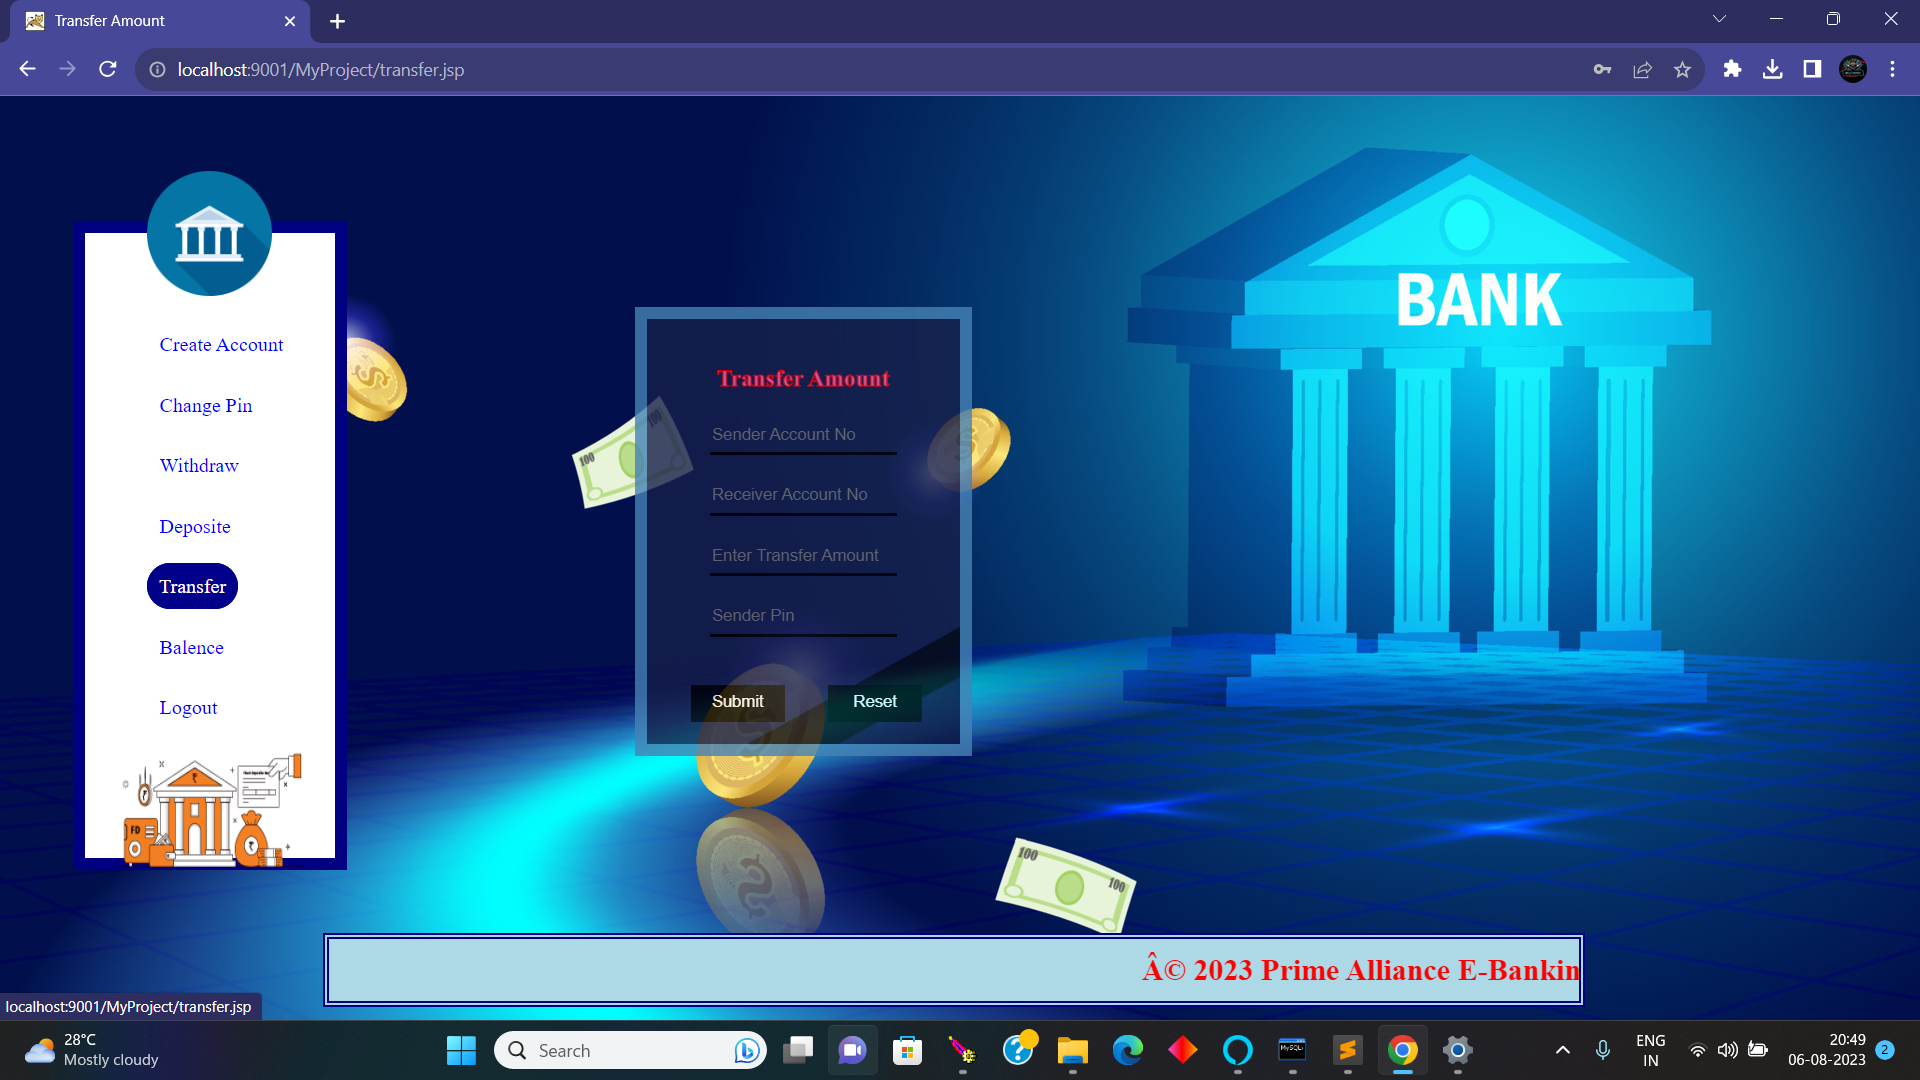 Transfer Amount
localhost:9001/MyProject/transfer.jsp
BANK
Create Account
Change Pin
Withdraw
Deposite
Transfer
Balence
Logout
FD
Transfer Amount
Sender Account No
Receiver Account No
Enter Transfer Amount
Sender Pin
Submit
Reset
100
100
100
100
Â© 2023 Prime Alliance E-Bankin
localhost:9001/MyProject/transfer.jsp
28°C
Mostly cloudy
Search
MySQL
ENG
IN
20:49
06-08-2023
2